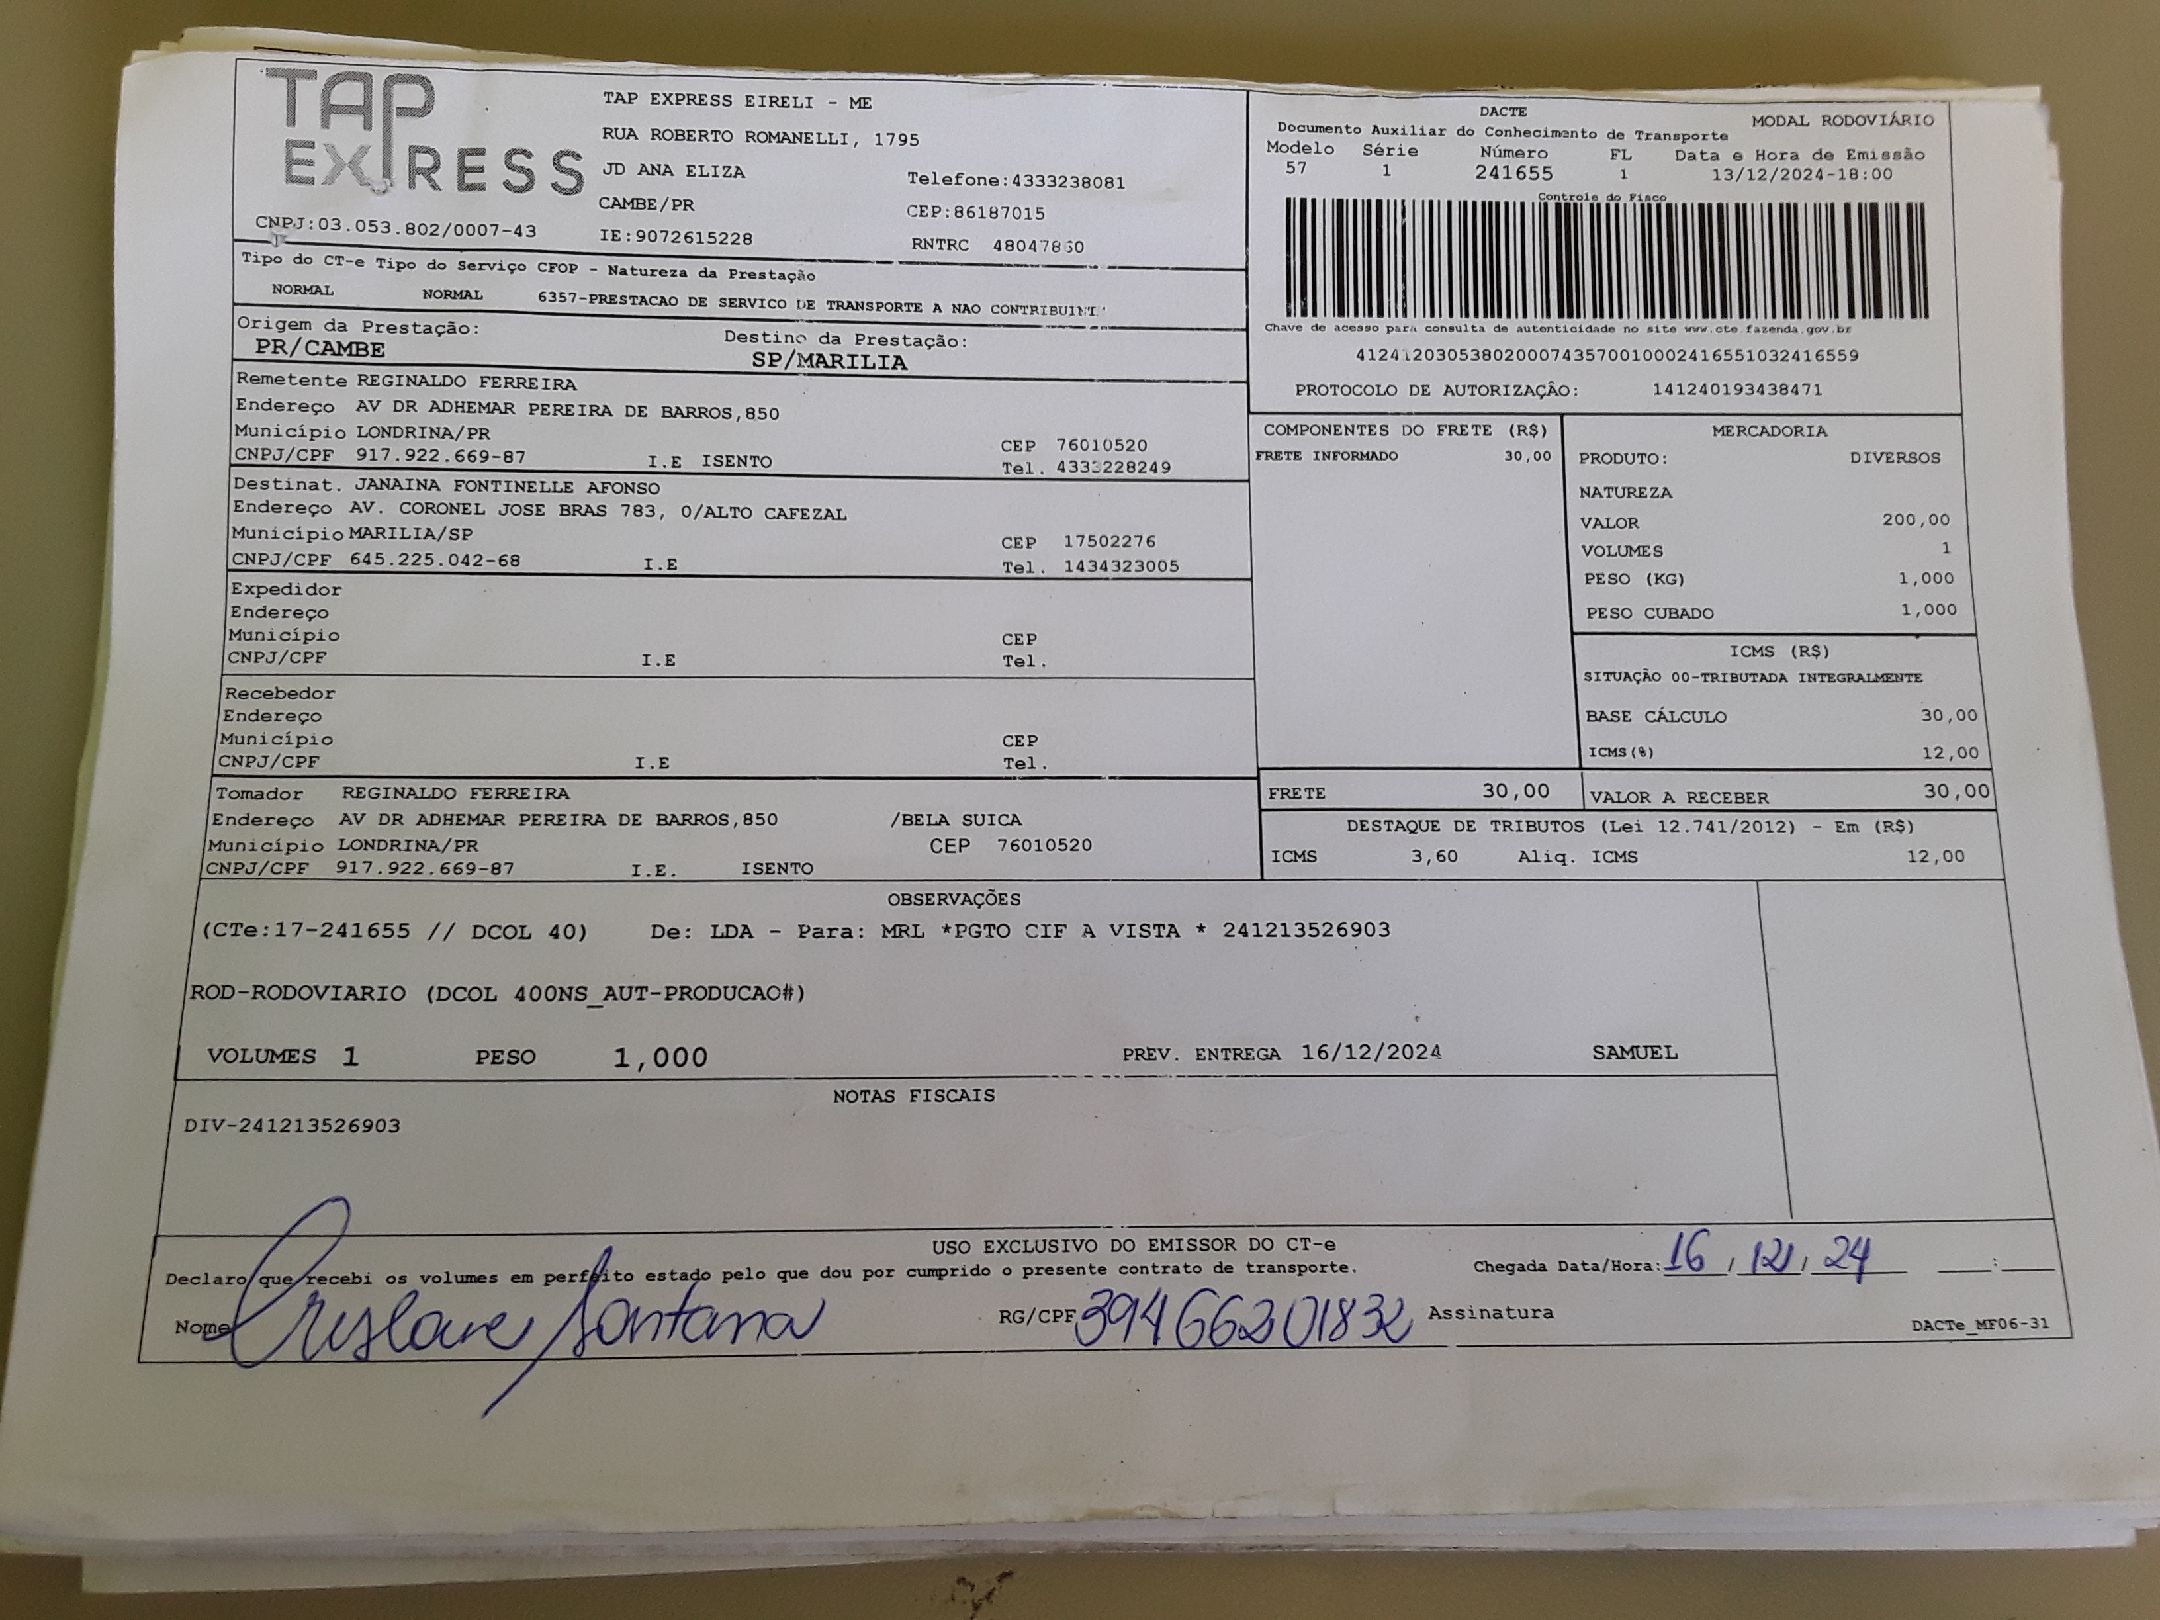 TAP EXPRESS
TAP EXPRESS EIRELI - ME
RUA ROBERTO ROMANELLI, 1795
JD ANA ELIZA Telefone:4333238081
CAMBE/PR CEP:86187015
CNPJ:03.053.802/0007-43 IE:9072615228 RNTRC 48047860
Tipo do CT-e Tipo do Serviço CFOP - Natureza da Prestação
NORMAL NORMAL 6357-PRESTACAO DE SERVICO DE TRANSPORTE A NAO CONTRIBUINT
Origem da Prestação: Destino da Prestação:
PR/CAMBE SP/MARILIA
DACTE MODAL RODOVIÁRIO
Documento Auxiliar do Conhecimento de Transporte
Modelo Série Número FL Data e Hora de Emissão
57 1 241655 1 13/12/2024-18:00
Controle do Fisco
Chave de acesso para consulta de autenticidade no site www.cte.fazenda.gov.br
41241203053802000743570010002416551032416559
PROTOCOLO DE AUTORIZAÇÃO: 141240193438471
Remetente REGINALDO FERREIRA
Endereço AV DR ADHEMAR PEREIRA DE BARROS,850
Município LONDRINA/PR CEP 76010520
CNPJ/CPF 917.922.669-87 I.E ISENTO Tel. 4333228249
Destinat. JANAINA FONTINELLE AFONSO
Endereço AV. CORONEL JOSE BRAS 783, 0/ALTO CAFEZAL
Município MARILIA/SP CEP 17502276
CNPJ/CPF 645.225.042-68 I.E Tel. 1434323005
Expedidor
Endereço
Município CEP
CNPJ/CPF I.E Tel.
Recebedor
Endereço
Município CEP
CNPJ/CPF I.E Tel.
Tomador REGINALDO FERREIRA
Endereço AV DR ADHEMAR PEREIRA DE BARROS,850 /BELA SUICA
Município LONDRINA/PR CEP 76010520
CNPJ/CPF 917.922.669-87 I.E. ISENTO
COMPONENTES DO FRETE (R$)
FRETE INFORMADO 30,00
MERCADORIA
PRODUTO: DIVERSOS
NATUREZA
VALOR 200,00
VOLUMES 1
PESO (KG) 1,000
PESO CUBADO 1,000
ICMS (R$)
SITUAÇÃO 00-TRIBUTADA INTEGRALMENTE
BASE CÁLCULO 30,00
ICMS(%) 12,00
FRETE 30,00 VALOR A RECEBER 30,00
DESTAQUE DE TRIBUTOS (Lei 12.741/2012) - Em (R$)
ICMS 3,60 Aliq. ICMS 12,00
OBSERVAÇÕES
(CTe:17-241655 // DCOL 40) De: LDA - Para: MRL *PGTO CIF A VISTA * 241213526903
ROD-RODOVIARIO (DCOL 400NS_AUT-PRODUCAO#)
VOLUMES 1 PESO 1,000 PREV. ENTREGA 16/12/2024 SAMUEL
NOTAS FISCAIS
DIV-241213526903
USO EXCLUSIVO DO EMISSOR DO CT-e
Declaro que recebi os volumes em perfeito estado pelo que dou por cumprido o presente contrato de transporte. Chegada Data/Hora: 16/12/24 :
Nome Cryslane Santana RG/CPF 39466201832 Assinatura
DACTe_MF06-31